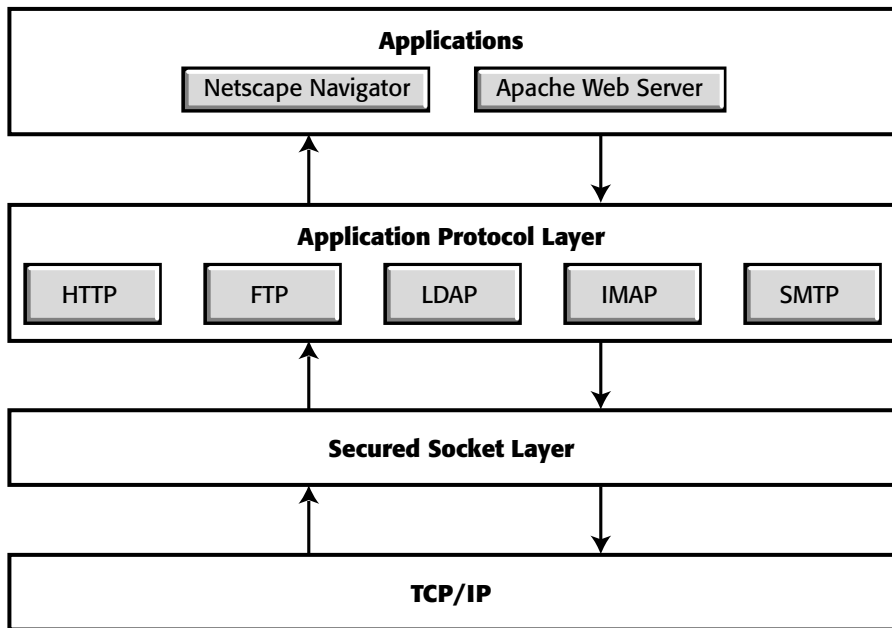 Applications
Netscape Navigator
Apache Web Server
Application Protocol Layer
HTTP
FTP
LDAP
IMAP
SMTP
Secured Socket Layer
TCP/IP